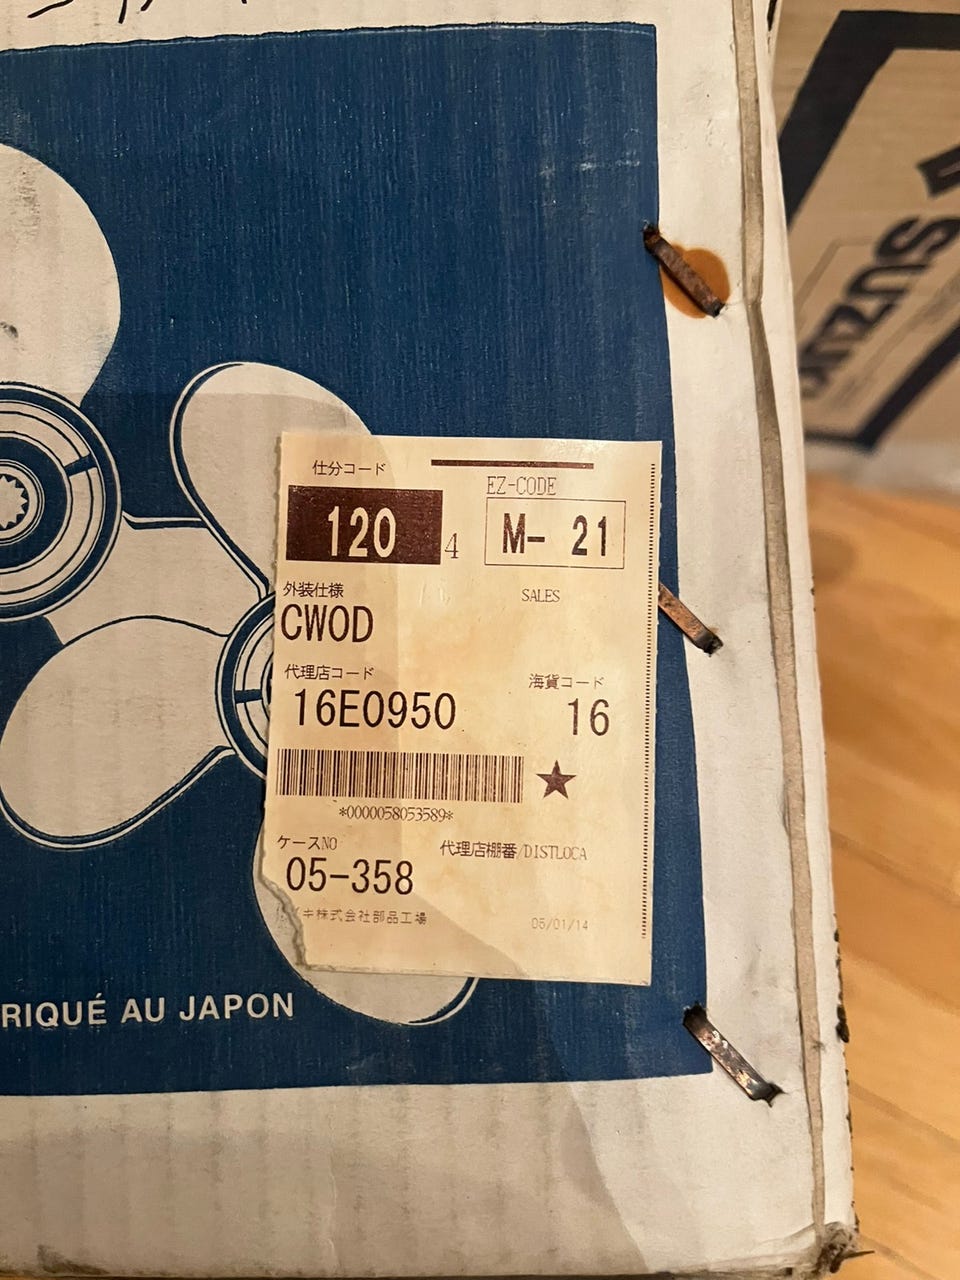 SUZUKI
仕分コード
EZ-CODE
120
4
M- 21
外装仕様
SALES
CWOD
代理店コード
海貨コード
16E0950
16
★
*0000058053589*
ケースNO
代理店棚番/DISTLOCA
05-358
キ株式会社部品工場
05/01/14
RIQUÉ AU JAPON